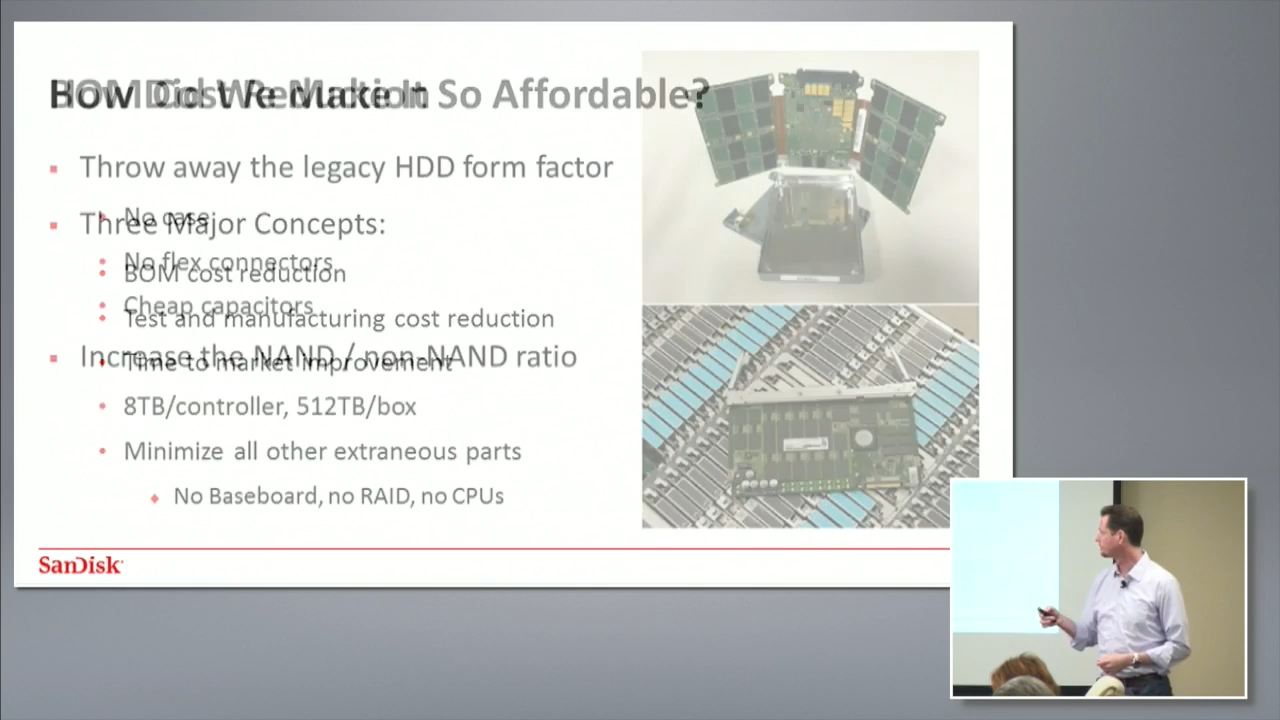 How Did We Make It So Affordable?
BOM Cost Reduction
Throw away the legacy HDD form factor
No case
Three Major Concepts:
No flex connectors
BOM cost reduction
Cheap capacitors
Test and manufacturing cost reduction
Increase the NAND / non-NAND ratio
Time to market improvement
8TB/controller, 512TB/box
Minimize all other extraneous parts
No Baseboard, no RAID, no CPUs
SanDisk